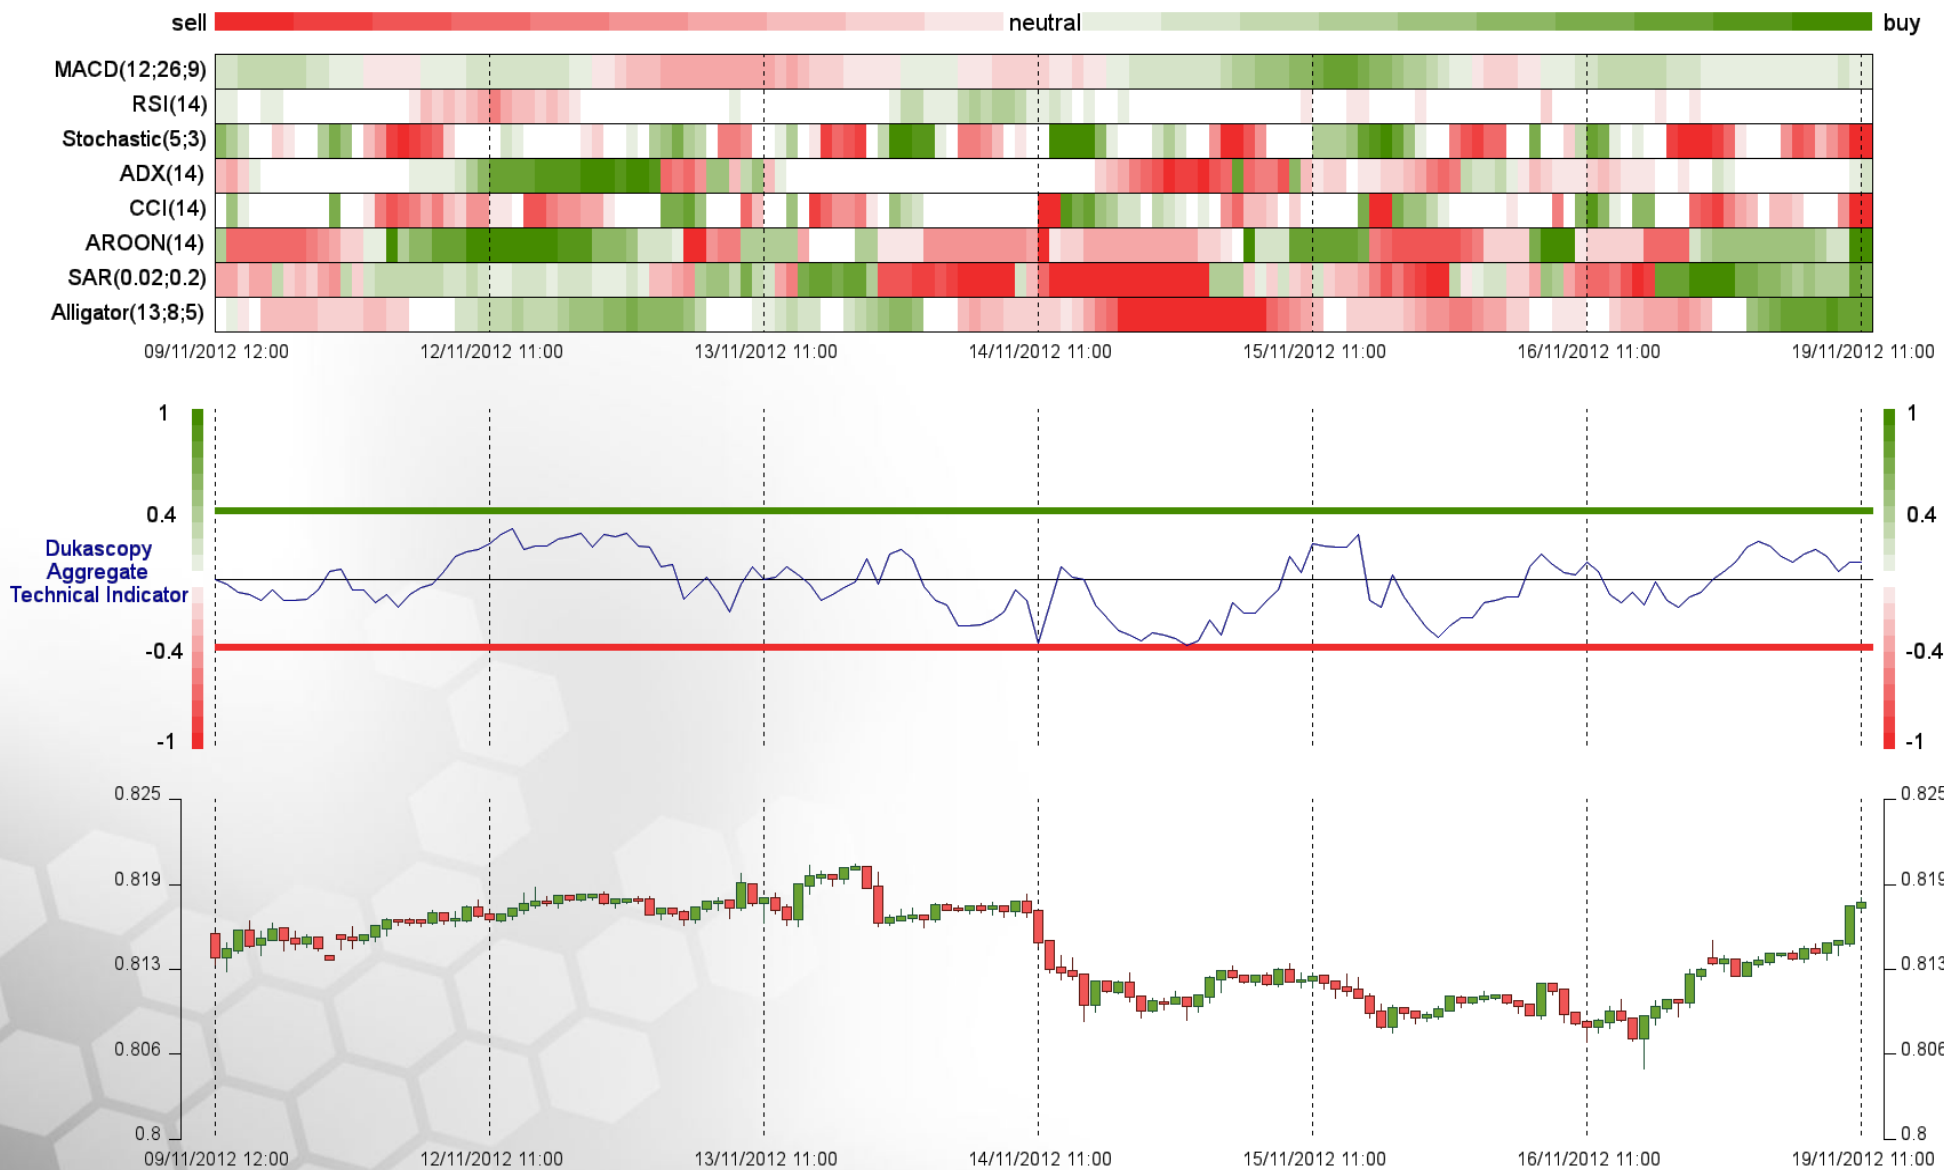 sell neutral buy
MACD(12;26;9)
RSI(14)
Stochastic(5;3)
ADX(14)
CCI(14)
AROON(14)
SAR(0.02;0.2)
Alligator(13;8;5)
09/11/2012 12:00 12/11/2012 11:00 13/11/2012 11:00 14/11/2012 11:00 15/11/2012 11:00 16/11/2012 11:00 19/11/2012 11:00
1 1
0.4 0.4
Dukascopy
Aggregate
Technical Indicator
-0.4 -0.4
-1 -1
0.825 0.825
0.819 0.819
0.813 0.813
0.806 0.806
0.8 0.8
09/11/2012 12:00 12/11/2012 11:00 13/11/2012 11:00 14/11/2012 11:00 15/11/2012 11:00 16/11/2012 11:00 19/11/2012 11:00